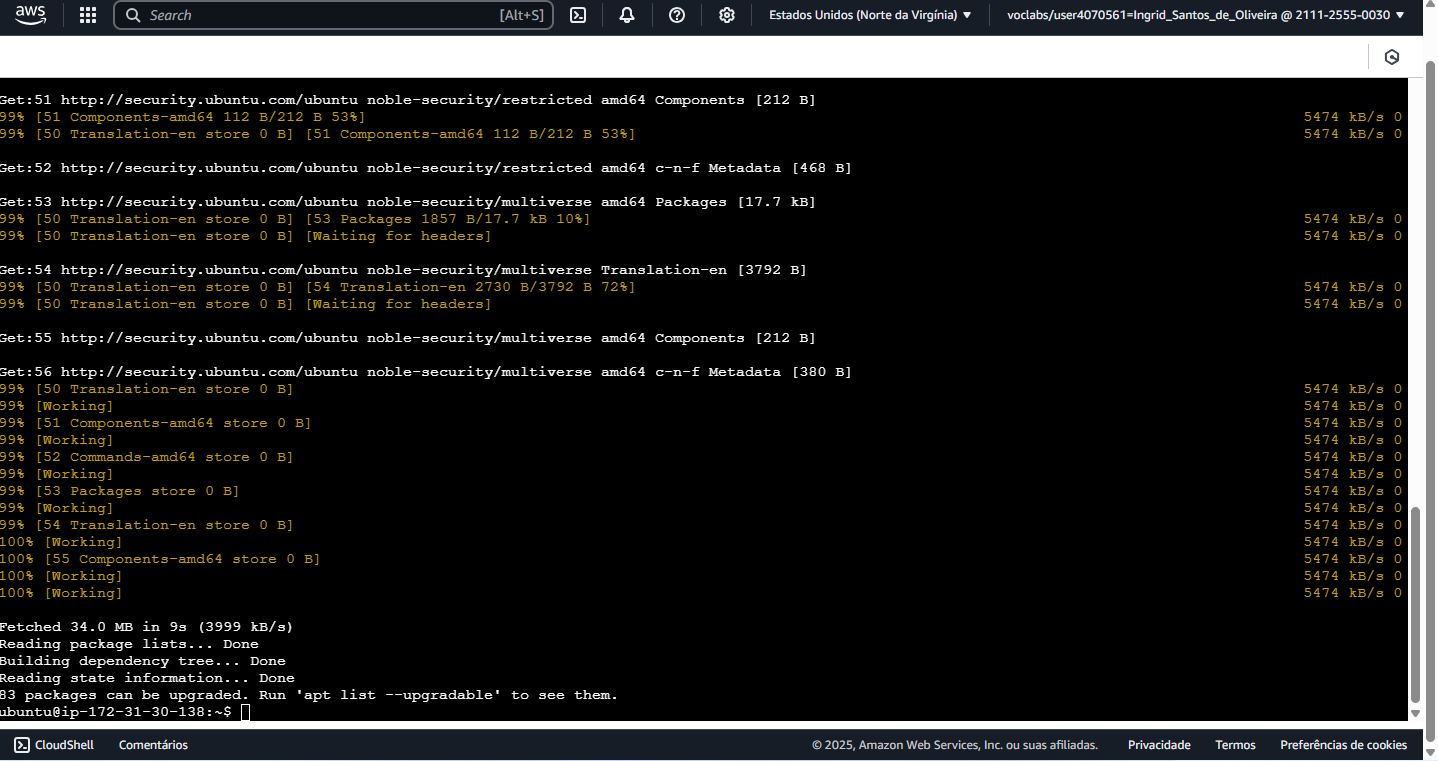 aws
Search [Alt+S]
Estados Unidos (Norte da Virgínia)
voclabs/user4070561=Ingrid_Santos_de_Oliveira @ 2111-2555-0030
Get:51 http://security.ubuntu.com/ubuntu noble-security/restricted amd64 Components [212 B]
99% [51 Components-amd64 112 B/212 B 53%] 5474 kB/s 0
99% [50 Translation-en store 0 B] [51 Components-amd64 112 B/212 B 53%] 5474 kB/s 0
Get:52 http://security.ubuntu.com/ubuntu noble-security/restricted amd64 c-n-f Metadata [468 B]
Get:53 http://security.ubuntu.com/ubuntu noble-security/multiverse amd64 Packages [17.7 kB]
99% [50 Translation-en store 0 B] [53 Packages 1857 B/17.7 kB 10%] 5474 kB/s 0
99% [50 Translation-en store 0 B] [Waiting for headers] 5474 kB/s 0
Get:54 http://security.ubuntu.com/ubuntu noble-security/multiverse Translation-en [3792 B]
99% [50 Translation-en store 0 B] [54 Translation-en 2730 B/3792 B 72%] 5474 kB/s 0
99% [50 Translation-en store 0 B] [Waiting for headers] 5474 kB/s 0
Get:55 http://security.ubuntu.com/ubuntu noble-security/multiverse amd64 Components [212 B]
Get:56 http://security.ubuntu.com/ubuntu noble-security/multiverse amd64 c-n-f Metadata [380 B]
99% [50 Translation-en store 0 B] 5474 kB/s 0
99% [Working] 5474 kB/s 0
99% [51 Components-amd64 store 0 B] 5474 kB/s 0
99% [Working] 5474 kB/s 0
99% [52 Commands-amd64 store 0 B] 5474 kB/s 0
99% [Working] 5474 kB/s 0
99% [53 Packages store 0 B] 5474 kB/s 0
99% [Working] 5474 kB/s 0
99% [54 Translation-en store 0 B] 5474 kB/s 0
100% [Working] 5474 kB/s 0
100% [55 Components-amd64 store 0 B] 5474 kB/s 0
100% [Working] 5474 kB/s 0
100% [Working] 5474 kB/s 0
Fetched 34.0 MB in 9s (3999 kB/s)
Reading package lists... Done
Building dependency tree... Done
Reading state information... Done
83 packages can be upgraded. Run 'apt list --upgradable' to see them.
ubuntu@ip-172-31-30-138:~$
CloudShell Comentários © 2025, Amazon Web Services, Inc. ou suas afiliadas. Privacidade Termos Preferências de cookies